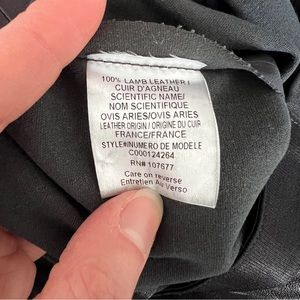 100% LAMB LEATHER /
CUIR D'AGNEAU
SCIENTIFIC NAME/
NOM SCIENTIFIQUE
OVIS ARIES/OVIS ARIES
LEATHER ORIGIN / ORIGINE DU CUIR
FRANCE/FRANCE
STYLE#/NUMERO DE MODELE
C000124264
RN# 107677
Care on reverse
Entretien Au Verso